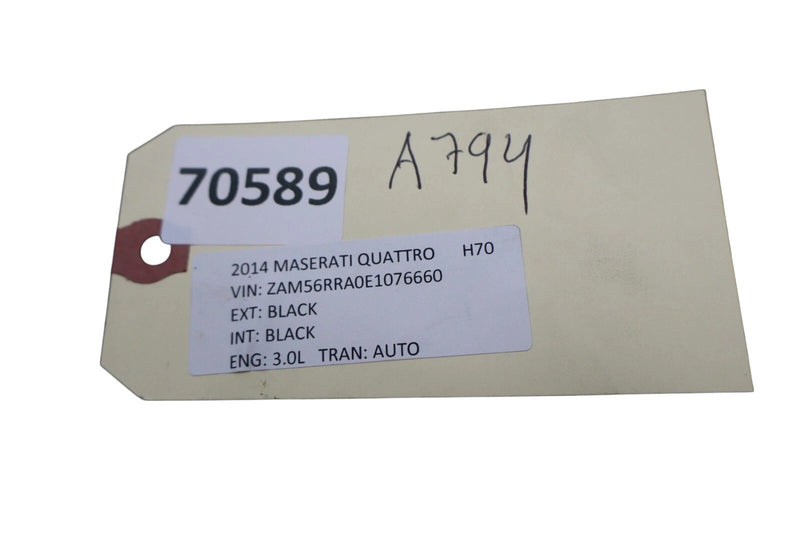 70589
A794
2014 MASERATI QUATTRO H70
VIN: ZAM56RRA0E1076660
EXT: BLACK
INT: BLACK
ENG: 3.0L TRAN: AUTO